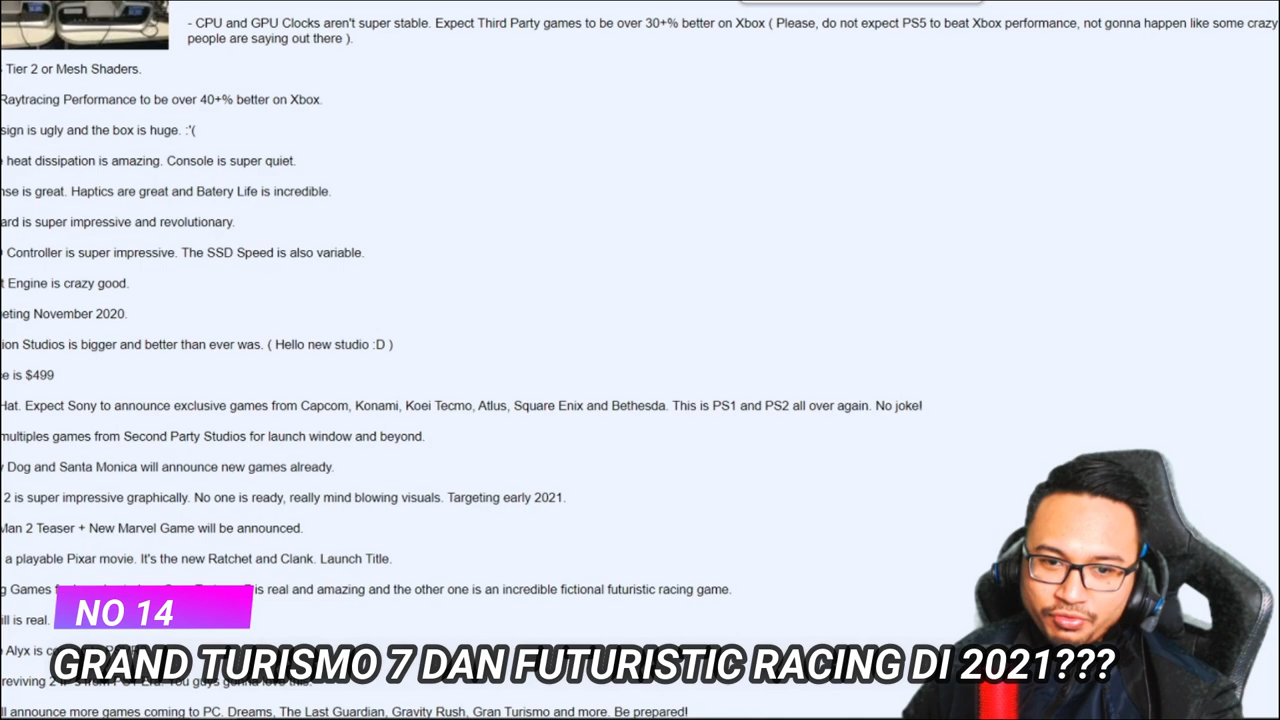 - CPU and GPU Clocks aren't super stable. Expect Third Party games to be over 30+% better on Xbox ( Please, do not expect PS5 to beat Xbox performance, not gonna happen like some crazy
people are saying out there ).
Tier 2 or Mesh Shaders.
Raytracing Performance to be over 40+% better on Xbox.
sign is ugly and the box is huge. :'(
heat dissipation is amazing. Console is super quiet.
nse is great. Haptics are great and Batery Life is incredible.
ard is super impressive and revolutionary.
Controller is super impressive. The SSD Speed is also variable.
t Engine is crazy good.
eting November 2020.
ion Studios is bigger and better than ever was. ( Hello new studio :D )
e is $499
Hat. Expect Sony to announce exclusive games from Capcom, Konami, Koei Tecmo, Atlus, Square Enix and Bethesda. This is PS1 and PS2 all over again. No joke!
multiples games from Second Party Studios for launch window and beyond.
y Dog and Santa Monica will announce new games already.
2 is super impressive graphically. No one is ready, really mind blowing visuals. Targeting early 2021.
Man 2 Teaser + New Marvel Game will be announced.
a playable Pixar movie. It's the new Ratchet and Clank. Launch Title.
g Games is real and amazing and the other one is an incredible fictional futuristic racing game.
NO 14
ill is real.
Alyx is
GRAND TURISMO 7 DAN FUTURISTIC RACING DI 2021???
reviving 2
ll announce more games coming to PC. Dreams, The Last Guardian, Gravity Rush, Gran Turismo and more. Be prepared!